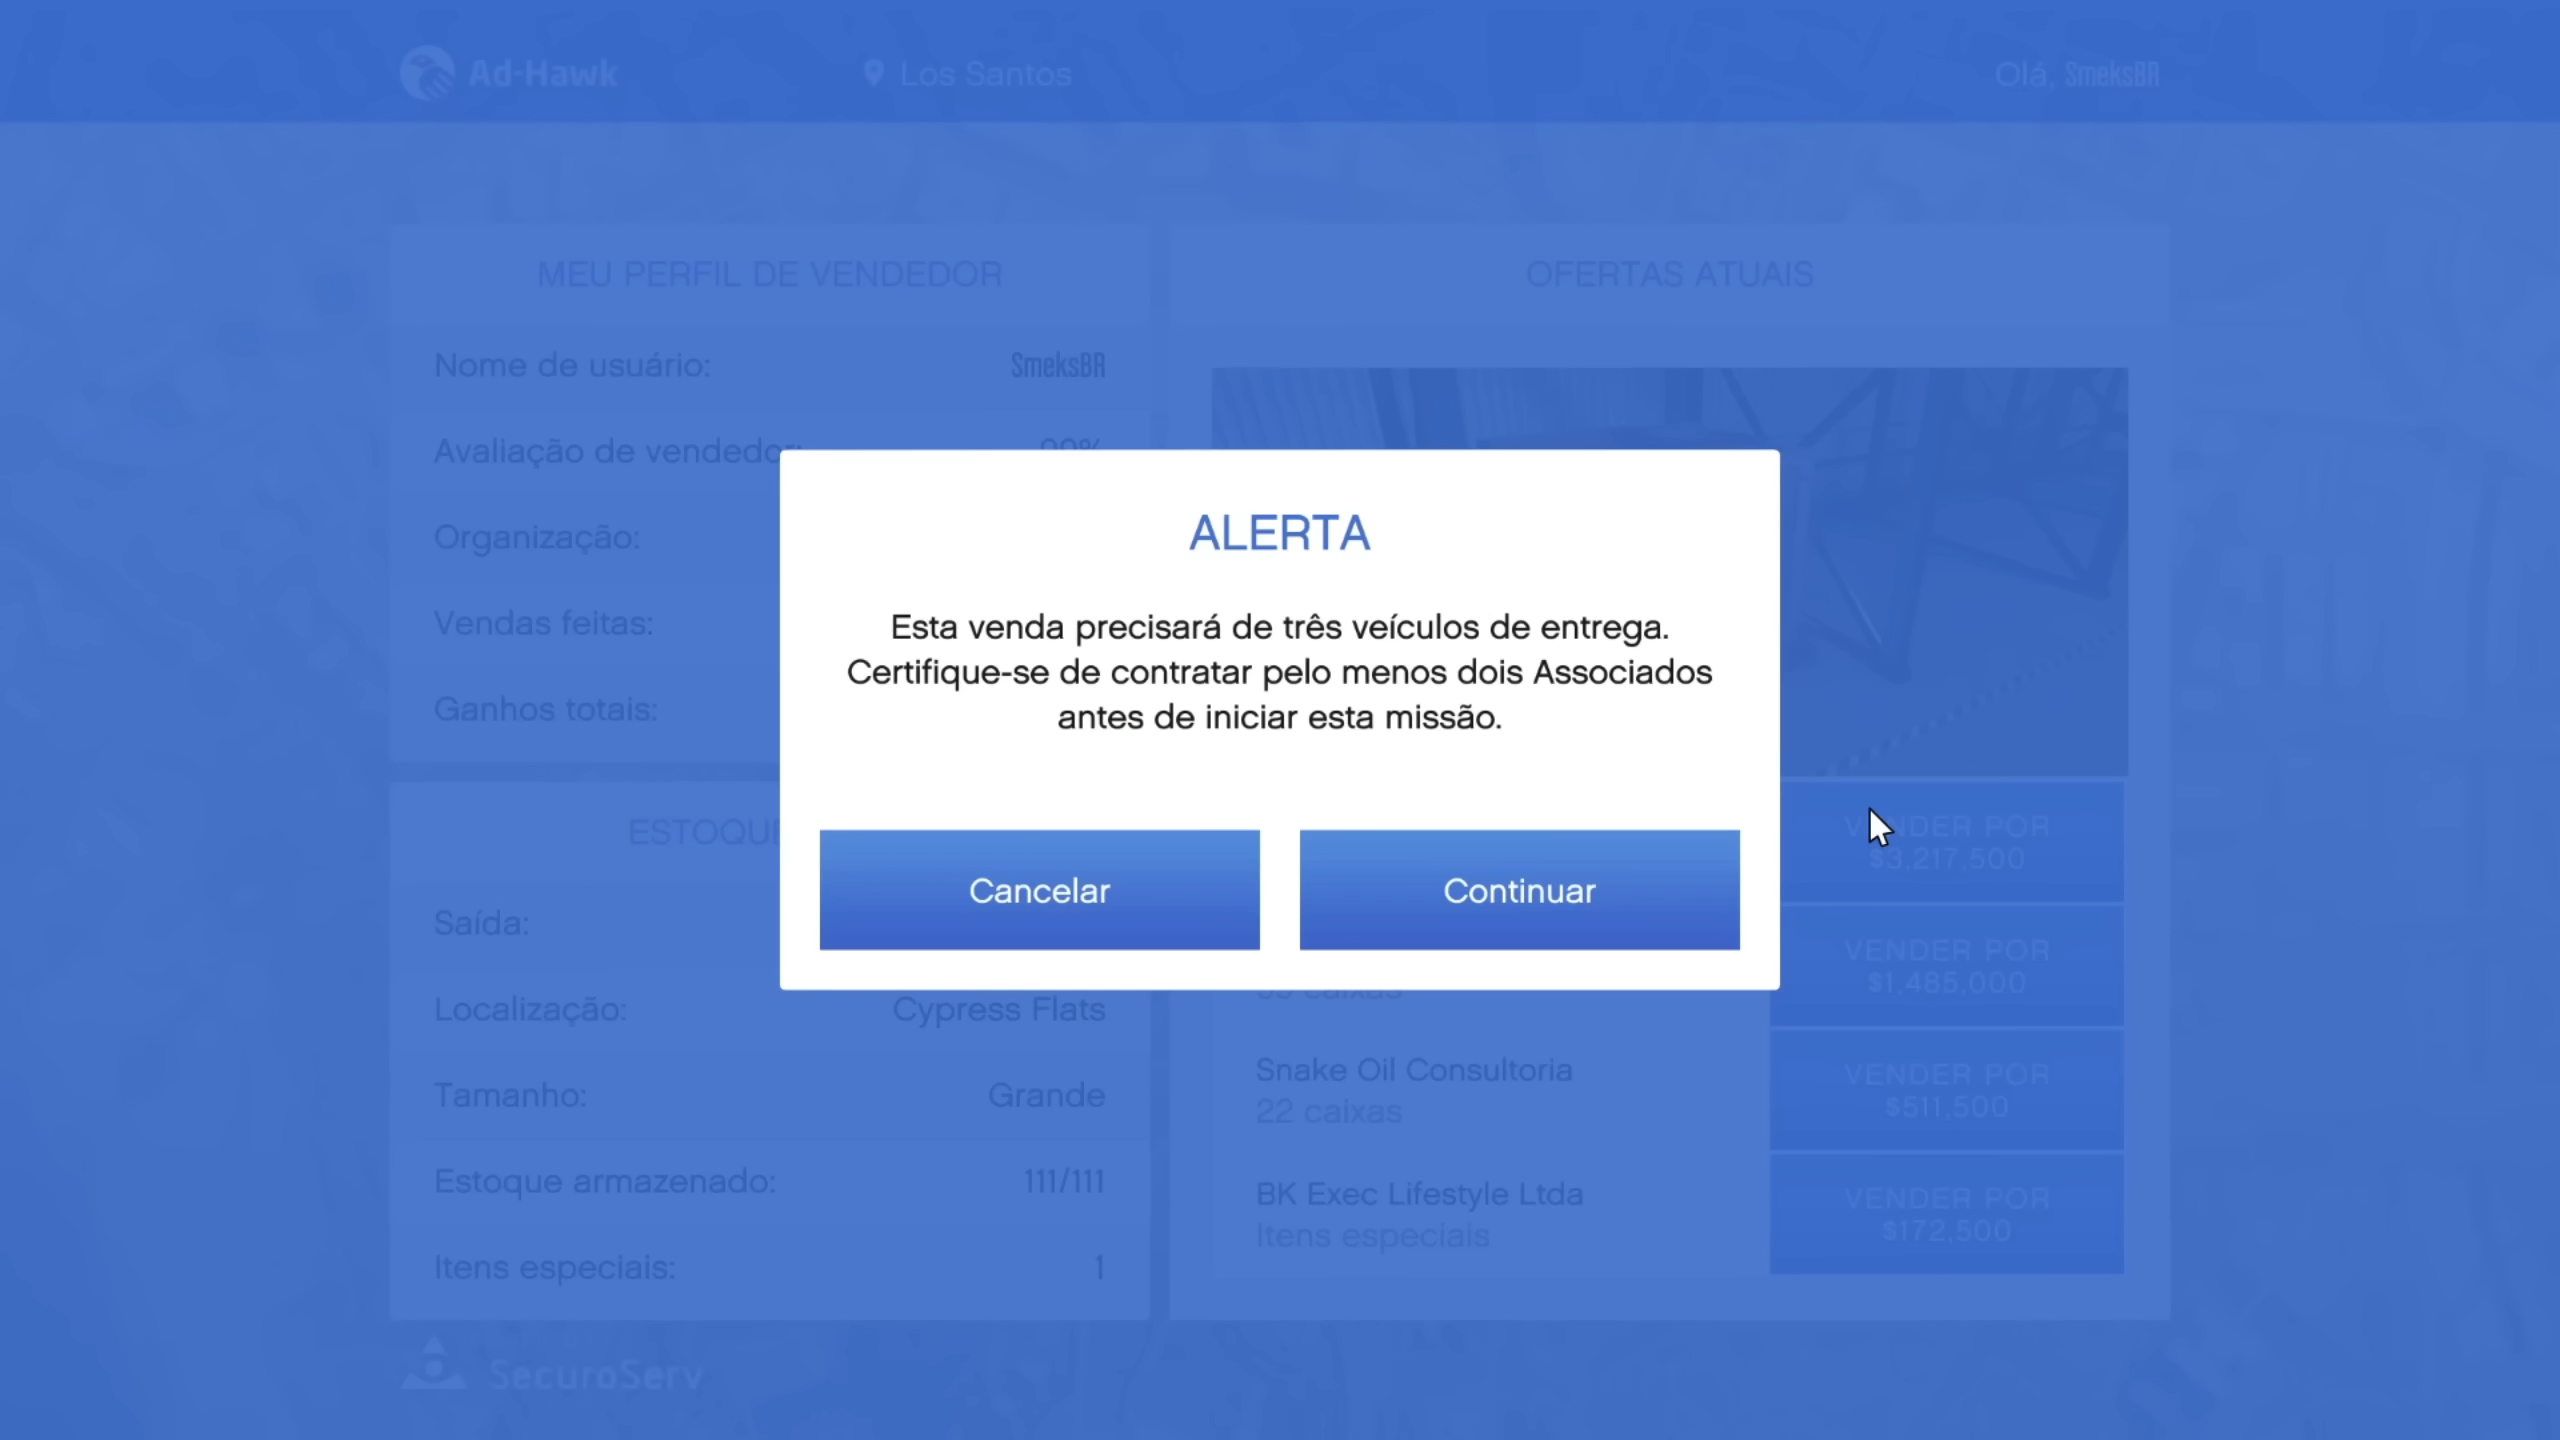 Ad-Hawk
Los Santos
Olá, SmeksBR
MEU PERFIL DE VENDEDOR
Nome de usuário: SmeksBR
Avaliação de vendedor:
Organização:
Vendas feitas:
Ganhos totais:
OFERTAS ATUAIS
ALERTA
Esta venda precisará de três veículos de entrega.
Certifique-se de contratar pelo menos dois Associados
antes de iniciar esta missão.
Cancelar
Continuar
Saída:
Localização: Cypress Flats
Tamanho: Grande
Estoque armazenado: 111/111
Itens especiais: 1
VENDER POR
$3,217,500
VENDER POR
$1,485,000
Snake Oil Consultoria
22 caixas
VENDER POR
$511,500
BK Exec Lifestyle Ltda
Itens especiais
VENDER POR
$172,500
SecuroServ